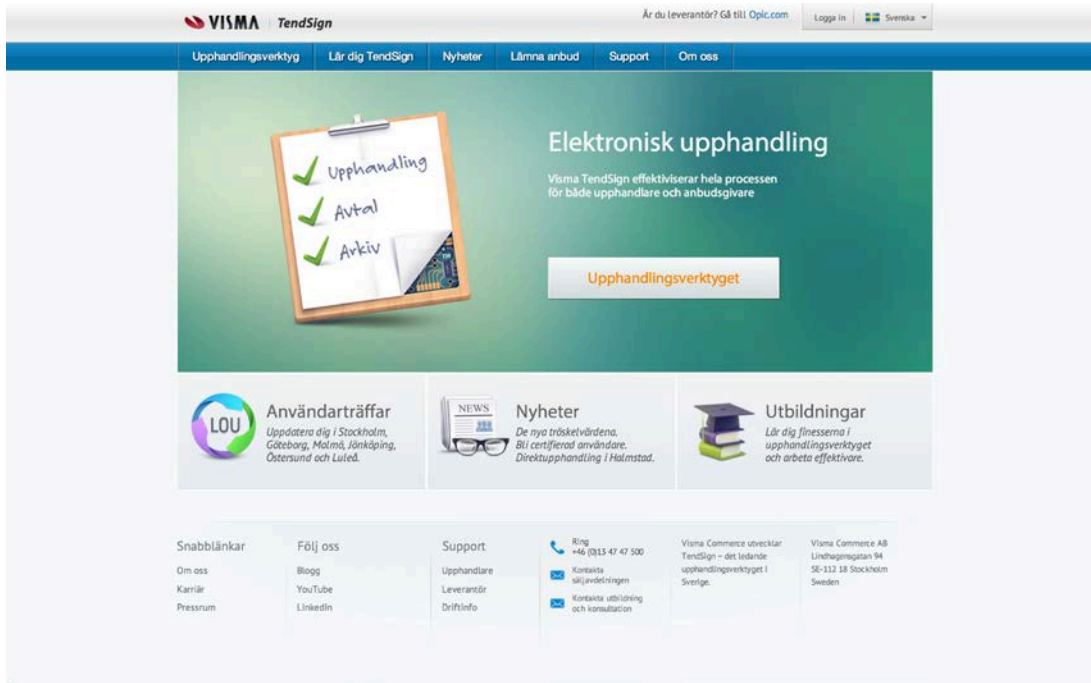 VISMA TendSign
Är du leverantör? Gå till Opic.com
Logga in
Svenska
Upphandlingsverktyg Lär dig TendSign Nyheter Lämna anbud Support Om oss
Upphandling
Avtal
Arkiv
Elektronisk upphandling
Visma TendSign effektiviserar hela processen
för både upphandlare och anbudsgivare
Upphandlingsverktyget
LOU
Användarträffar
Uppdatera dig i Stockholm,
Göteborg, Malmö, Jönköping,
Östersund och Luleå.
NEWS
Nyheter
De nya tröskelvärdena.
Bli certifierad användare.
Direktupphandling i Halmstad.
Utbildningar
Lär dig finesserna i
upphandlingsverktyget
och arbeta effektivare.
Snabblänkar
Om oss
Karriär
Pressrum
Följ oss
Blogg
YouTube
LinkedIn
Support
Upphandlare
Leverantör
Driftinfo
Ring
+46 (0)13 47 47 500
Kontakta
säljavdelningen
Kontakta utbildning
och konsultation
Visma Commerce utvecklar
TendSign – det ledande
upphandlingsverktyget i
Sverige.
Visma Commerce AB
Lindhagensgatan 94
SE-112 18 Stockholm
Sweden